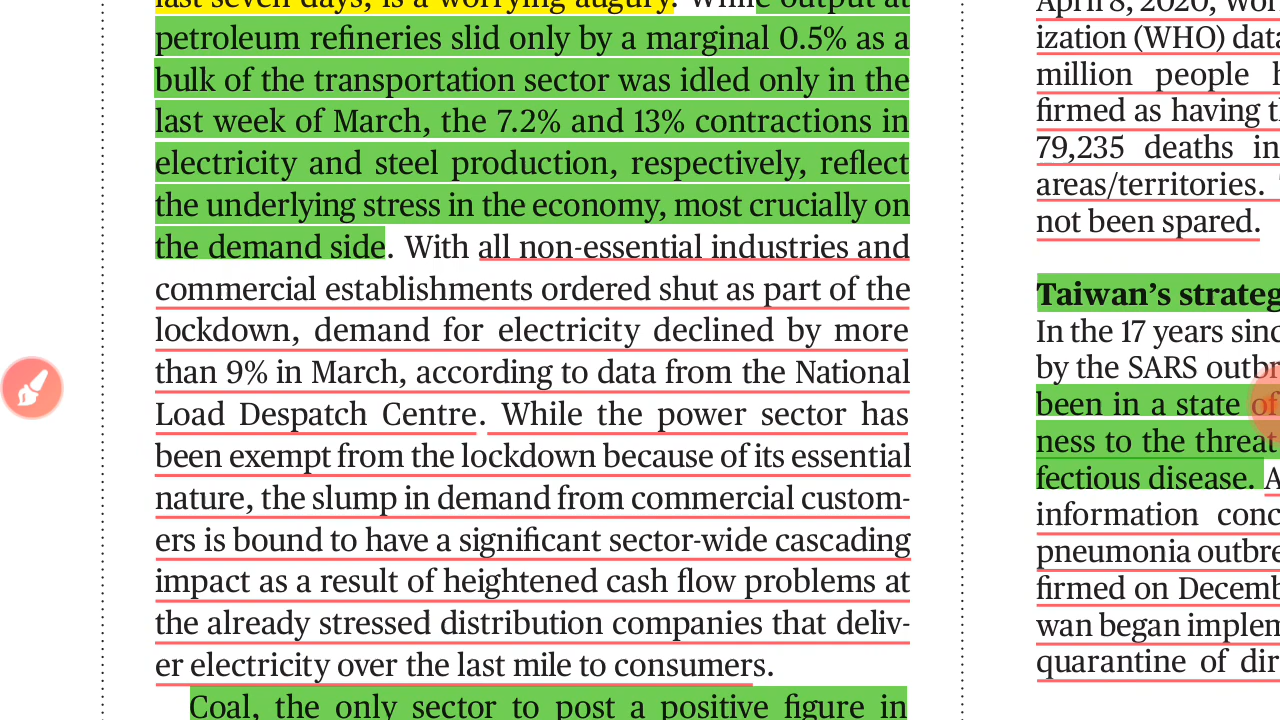 last seven days, is a worrying augury. While output at
petroleum refineries slid only by a marginal 0.5% as a
bulk of the transportation sector was idled only in the
last week of March, the 7.2% and 13% contractions in
electricity and steel production, respectively, reflect
the underlying stress in the economy, most crucially on
the demand side. With all non-essential industries and
commercial establishments ordered shut as part of the
lockdown, demand for electricity declined by more
than 9% in March, according to data from the National
Load Despatch Centre. While the power sector has
been exempt from the lockdown because of its essential
nature, the slump in demand from commercial custom-
ers is bound to have a significant sector-wide cascading
impact as a result of heightened cash flow problems at
the already stressed distribution companies that deliv-
er electricity over the last mile to consumers.
Coal, the only sector to post a positive figure in
April 8, 2020,
ization (WHO) data
million people
firmed as having
79,235 deaths in
areas/territories.
not been spared.
Taiwan's
In the 17 years
by the SARS
been in a state of
ness to the threat
fectious disease.
information
pneumonia
firmed on
wan began
quarantine of